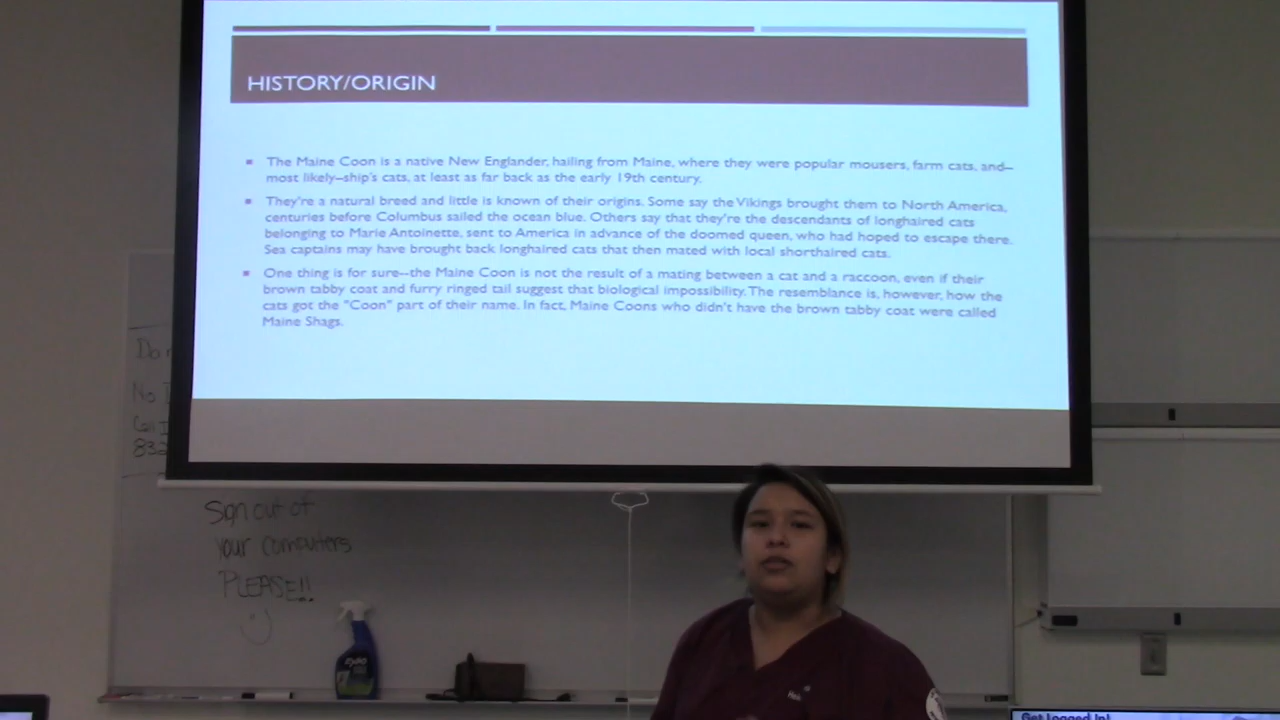 HISTORY/ORIGIN
The Maine Coon is a native New Englander, hailing from Maine, where they were popular mousers, farm cats, and—
most likely—ship's cats, at least as far back as the early 19th century.
They're a natural breed and little is known of their origins. Some say the Vikings brought them to North America,
centuries before Columbus sailed the ocean blue. Others say that they're the descendants of longhaired cats
belonging to Marie Antoinette, sent to America in advance of the doomed queen, who had hoped to escape there.
Sea captains may have brought back longhaired cats that then mated with local shorthaired cats.
One thing is for sure--the Maine Coon is not the result of a mating between a cat and a raccoon, even if their
brown tabby coat and furry ringed tail suggest that biological impossibility. The resemblance is, however, how the
cats got the "Coon" part of their name. In fact, Maine Coons who didn't have the brown tabby coat were called
Maine Shags.
No
832
Sign out of
your computers
PLEASE!!
EXPO
Get Logged In!